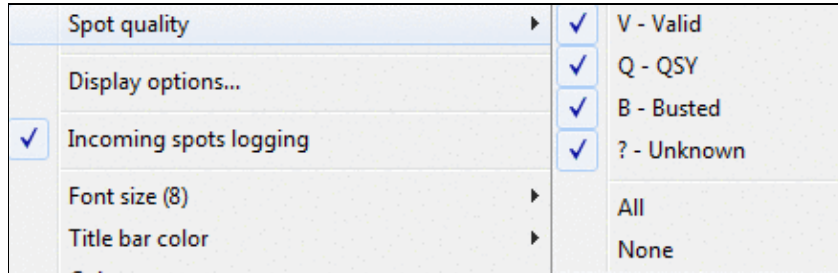 Spot quality
Display options...
Incoming spots logging
Font size (8)
Title bar color
V - Valid
Q - QSY
B - Busted
? - Unknown
All
None